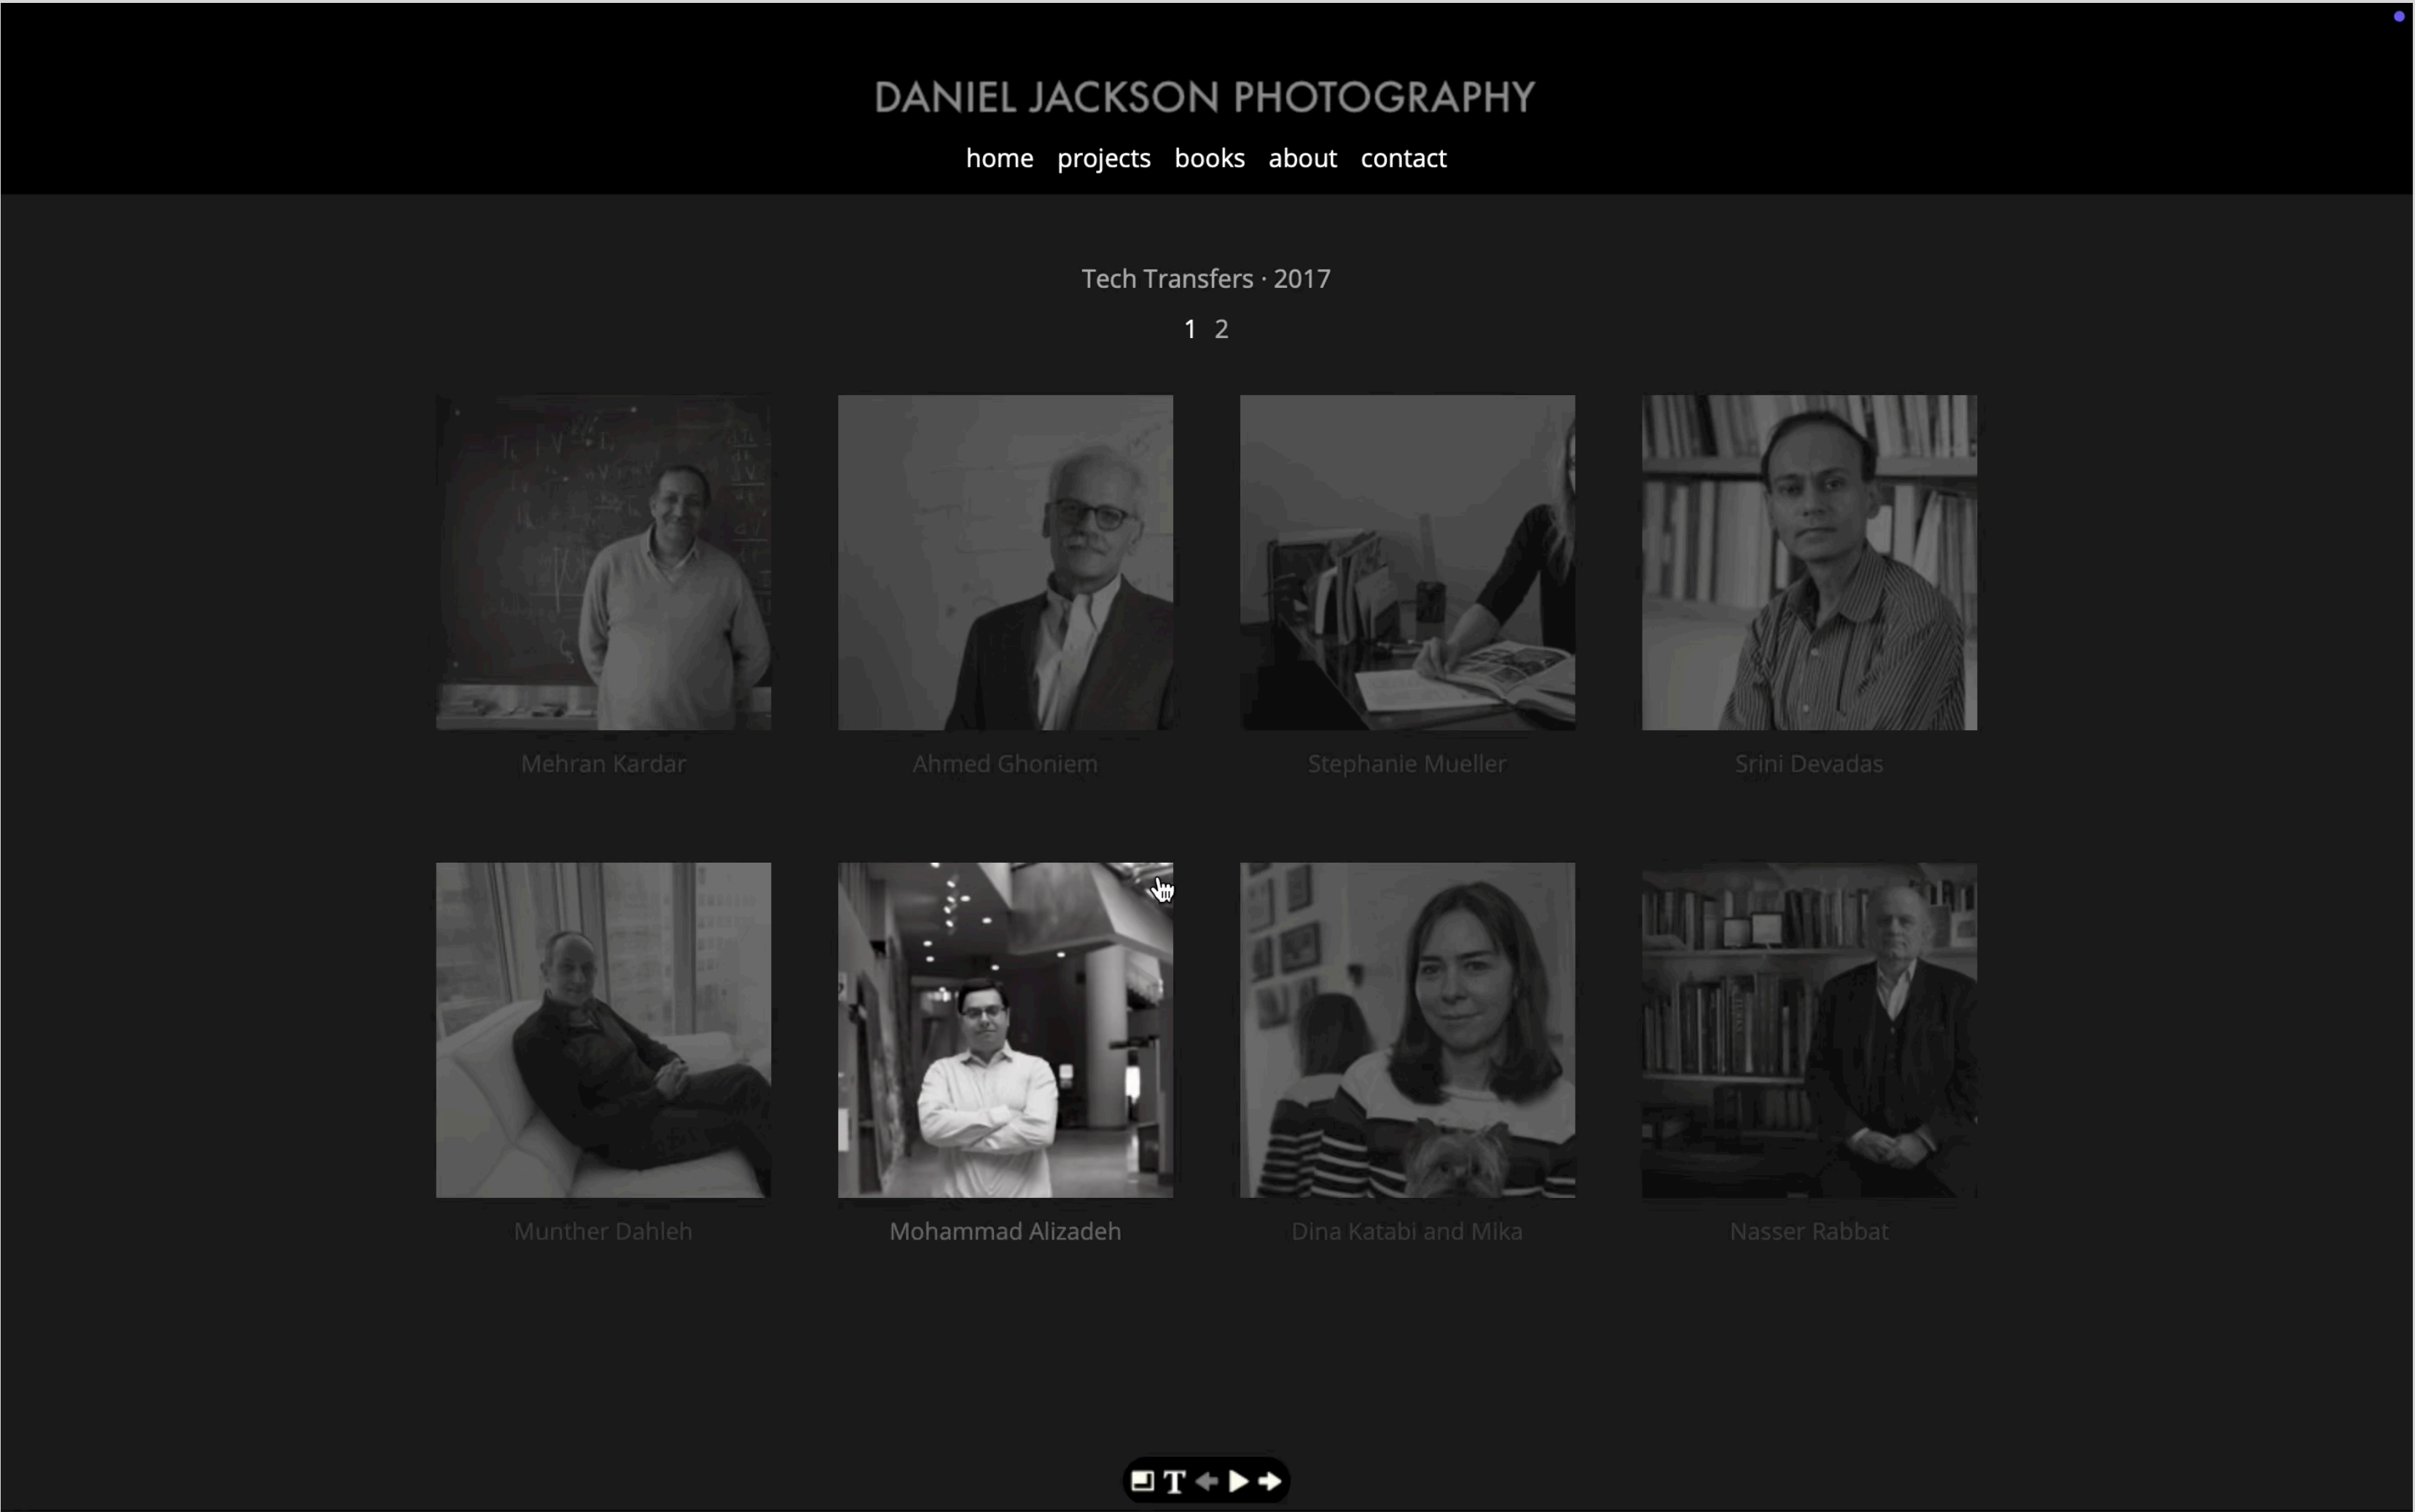 DANIEL JACKSON PHOTOGRAPHY
home projects books about contact
Tech Transfers · 2017
1 2
Mehran Kardar
Ahmed Ghoniem
Stephanie Mueller
Srini Devadas
Munther Dahleh
Mohammad Alizadeh
Dina Katabi and Mika
Nasser Rabbat
T